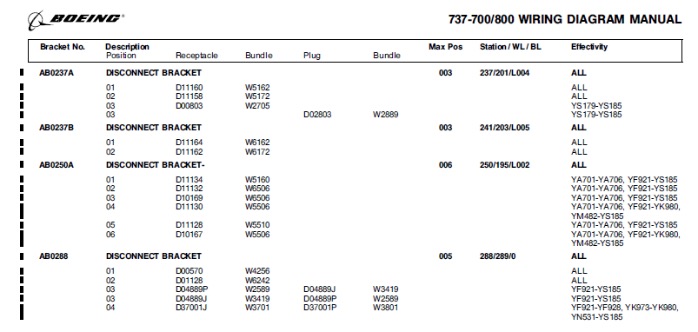 BOEING® 737-700/800 WIRING DIAGRAM MANUAL
Bracket No. Description Max Pos Station / WL / BL Effectivity
Position Receptacle Bundle Plug Bundle
AB0237A DISCONNECT BRACKET 003 237/201/L004 ALL
01 D11160 W5162 ALL
02 D11158 W5172 ALL
03 D00803 W2705 YS179-YS185
03 D02803 W2889 YS179-YS185
AB0237B DISCONNECT BRACKET 003 241/203/L005 ALL
01 D11164 W6162 ALL
02 D11162 W6172 ALL
AB0250A DISCONNECT BRACKET- 006 250/195/L002 ALL
01 D11134 W5160 YA701-YA706, YF921-YS185
02 D11132 W6506 YA701-YA706, YF921-YS185
03 D10169 W6506 YA701-YA706, YF921-YS185
04 D11130 W5506 YA701-YA706, YF921-YK980,
YM482-YS185
05 D11128 W5510 YA701-YA706, YF921-YS185
06 D10167 W5506 YA701-YA706, YF921-YK980,
YM482-YS185
AB0288 DISCONNECT BRACKET 005 288/289/0 ALL
01 D00570 W4256 ALL
02 D01128 W6242 ALL
03 D04889P W2589 D04889J W3419 YF921-YS185
03 D04889J W3419 D04889P W2589 YF921-YS185
04 D37001J W3701 D37001P W3801 YF921-YF928, YK973-YK980,
YN531-YS185